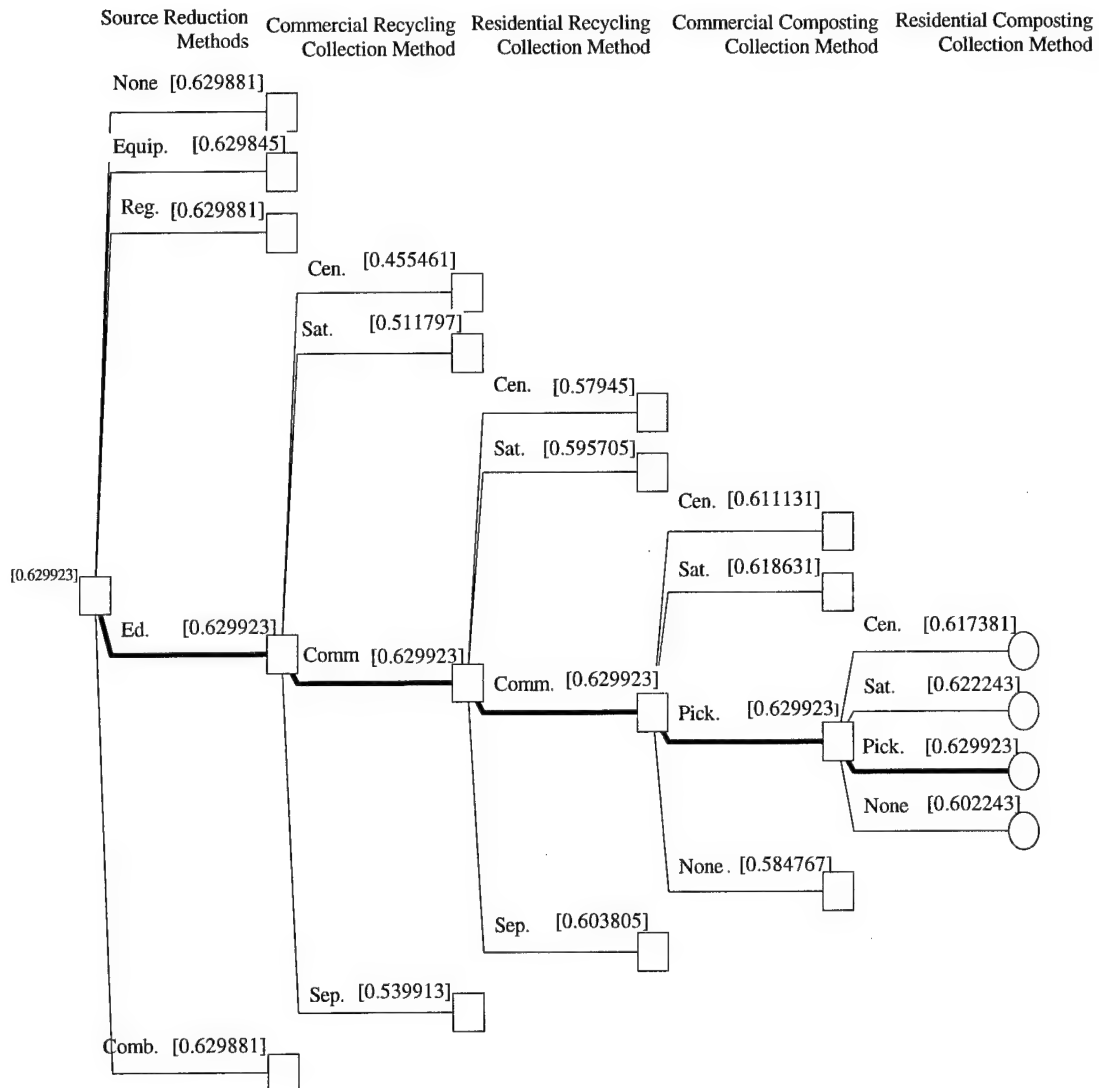 Source Reduction
Methods
Commercial Recycling
Collection Method
Residential Recycling
Collection Method
Commercial Composting
Collection Method
Residential Composting
Collection Method
None [0.629881]
Equip. [0.629845]
Reg. [0.629881]
Cen. [0.455461]
Sat. [0.511797]
Cen. [0.57945]
Sat. [0.595705]
Cen. [0.611131]
Sat. [0.618631]
[0.629923]
Ed. [0.629923]
Comm [0.629923]
Comm. [0.629923]
Pick. [0.629923]
Cen. [0.617381]
Sat. [0.622243]
Pick. [0.629923]
None [0.602243]
None. [0.584767]
Sep. [0.603805]
Sep. [0.539913]
Comb. [0.629881]